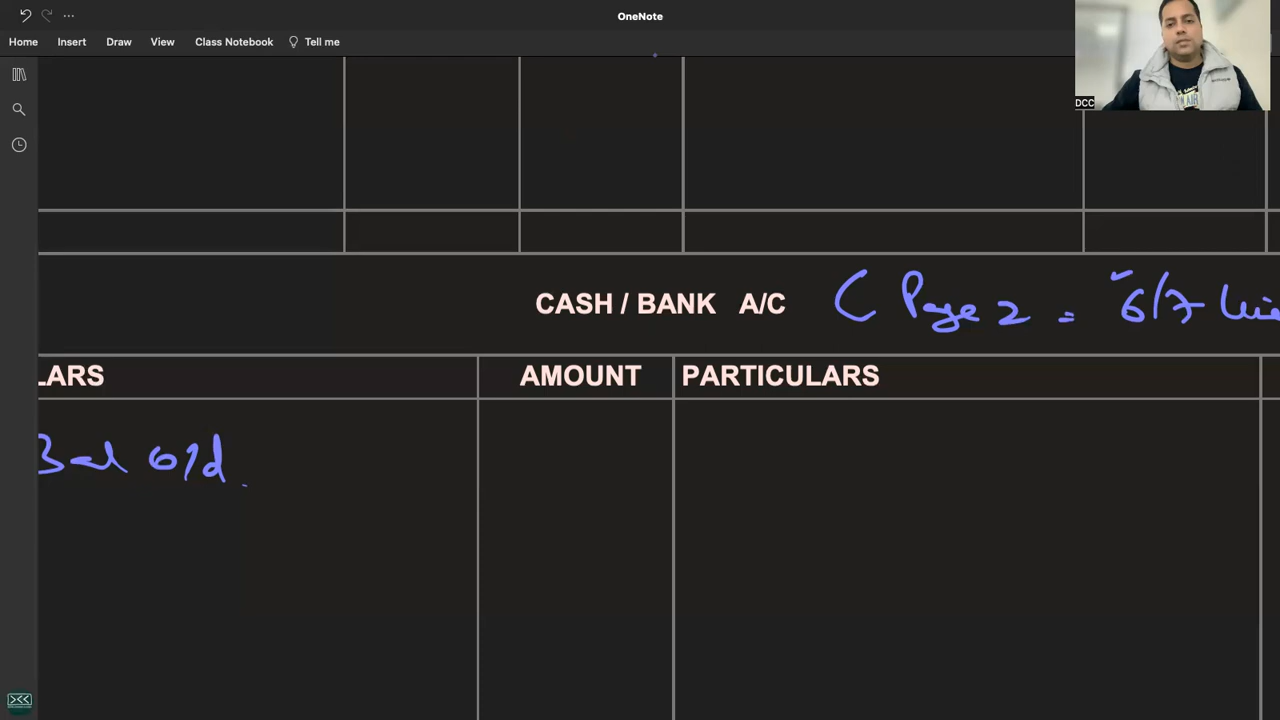 OneNote
Home Insert Draw View Class Notebook Tell me
DCC
CASH / BANK A/C ( Page 2 = 6/7 Line
LARS AMOUNT PARTICULARS
Bal b/d